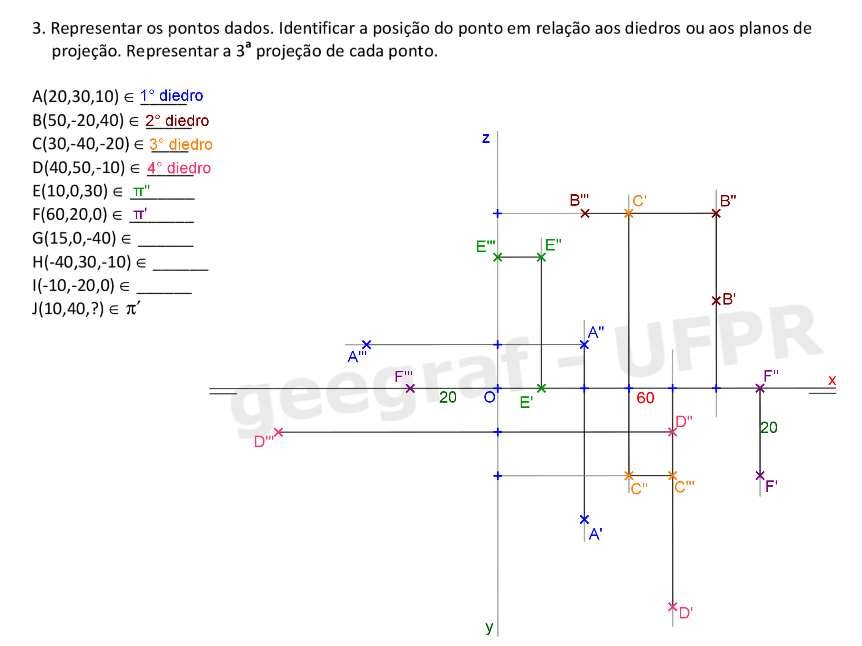 3. Representar os pontos dados. Identificar a posição do ponto em relação aos diedros ou aos planos de
projeção. Representar a 3ª projeção de cada ponto.
A(20,30,10) ∈ 1° diedro
B(50,-20,40) ∈ 2° diedro
C(30,-40,-20) ∈ 3° diedro
D(40,50,-10) ∈ 4° diedro
E(10,0,30) ∈ π"
F(60,20,0) ∈ π'
G(15,0,-40) ∈ ______
H(-40,30,-10) ∈ ______
I(-10,-20,0) ∈ ______
J(10,40,?) ∈ π′
z
B''' C' B"
E''' E"
B'
A" 
A'''
F''' F" x
20 O E' 60
20
D''' D"
C" C''' F'
A'
D'
y
geegraf - UFPR